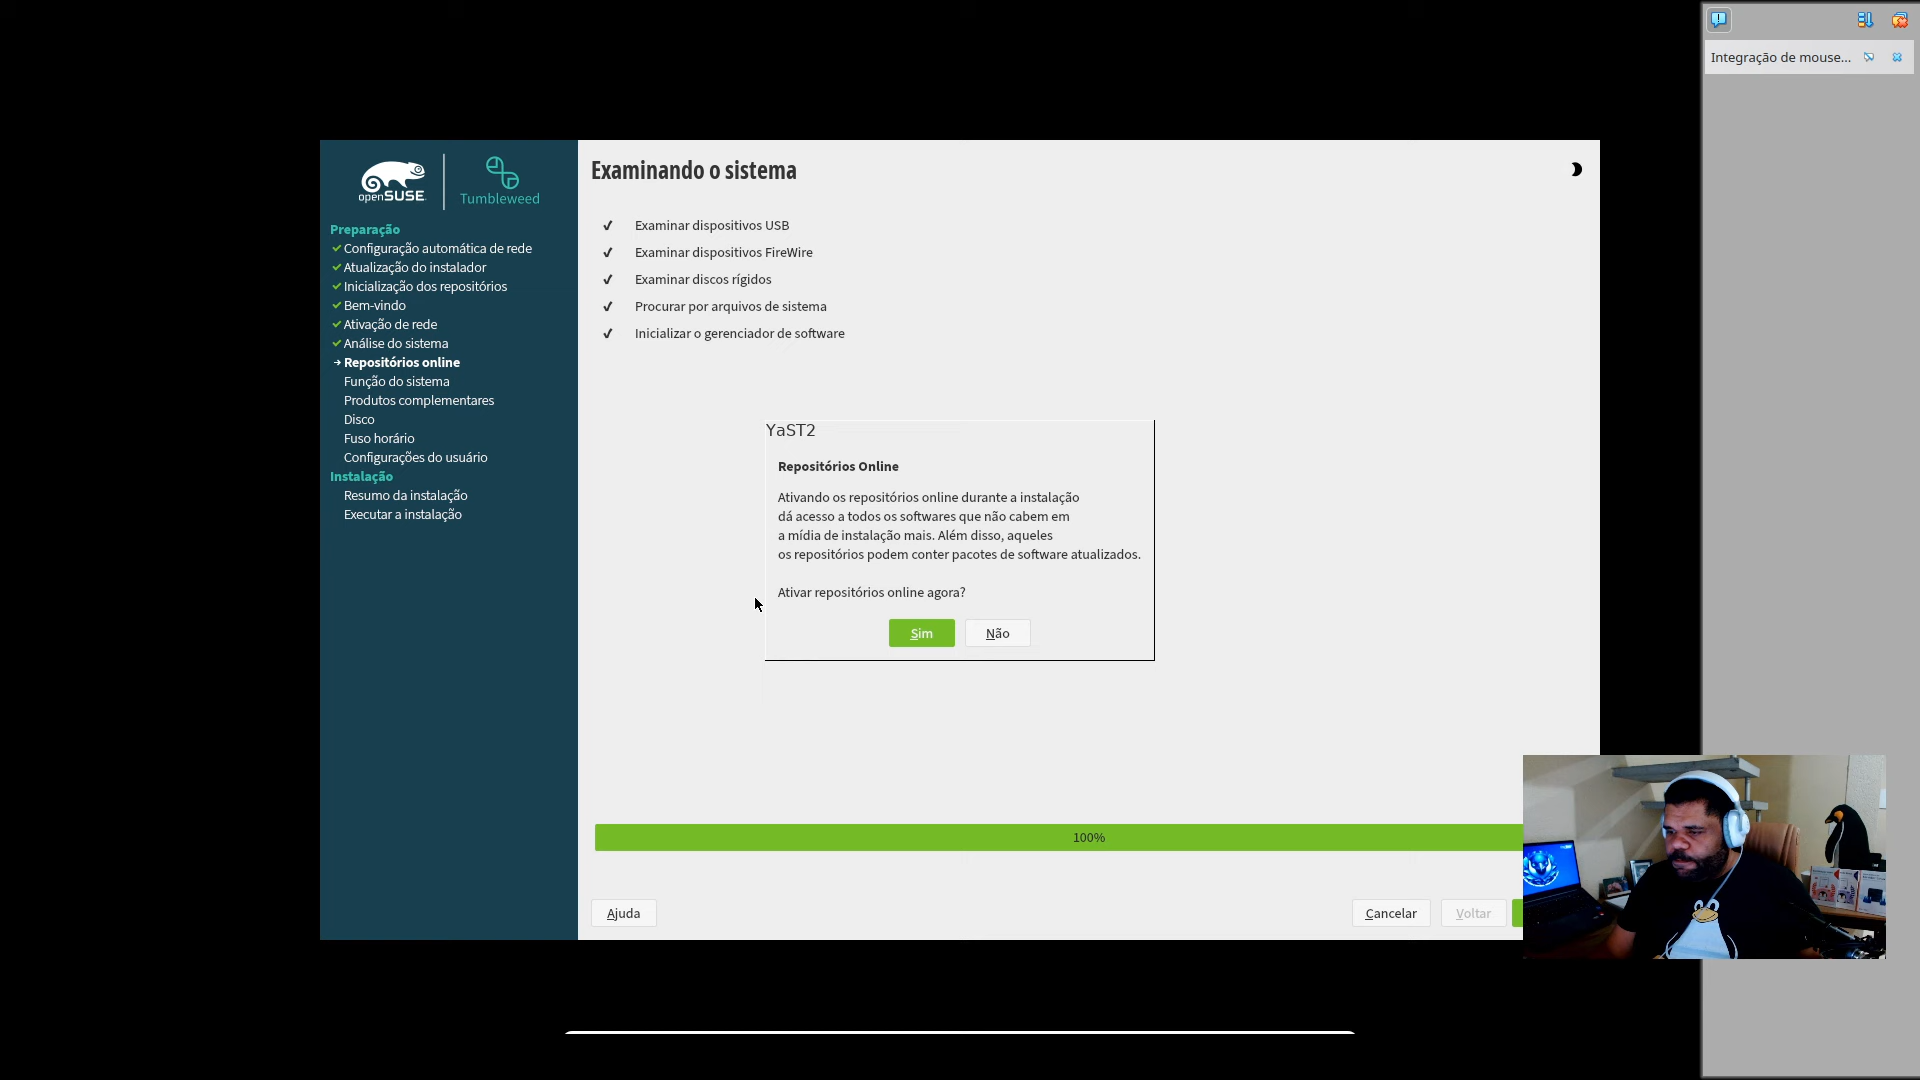 Integração de mouse...
openSUSE
Tumbleweed
Preparação
Configuração automática de rede
Atualização do instalador
Inicialização dos repositórios
Bem-vindo
Ativação de rede
Análise do sistema
Repositórios online
Função do sistema
Produtos complementares
Disco
Fuso horário
Configurações do usuário
Instalação
Resumo da instalação
Executar a instalação
Examinando o sistema
Examinar dispositivos USB
Examinar dispositivos FireWire
Examinar discos rígidos
Procurar por arquivos de sistema
Inicializar o gerenciador de software
YaST2
Repositórios Online
Ativando os repositórios online durante a instalação
dá acesso a todos os softwares que não cabem em
a mídia de instalação mais. Além disso, aqueles
os repositórios podem conter pacotes de software atualizados.
Ativar repositórios online agora?
Sim
Não
100%
Ajuda
Cancelar
Voltar